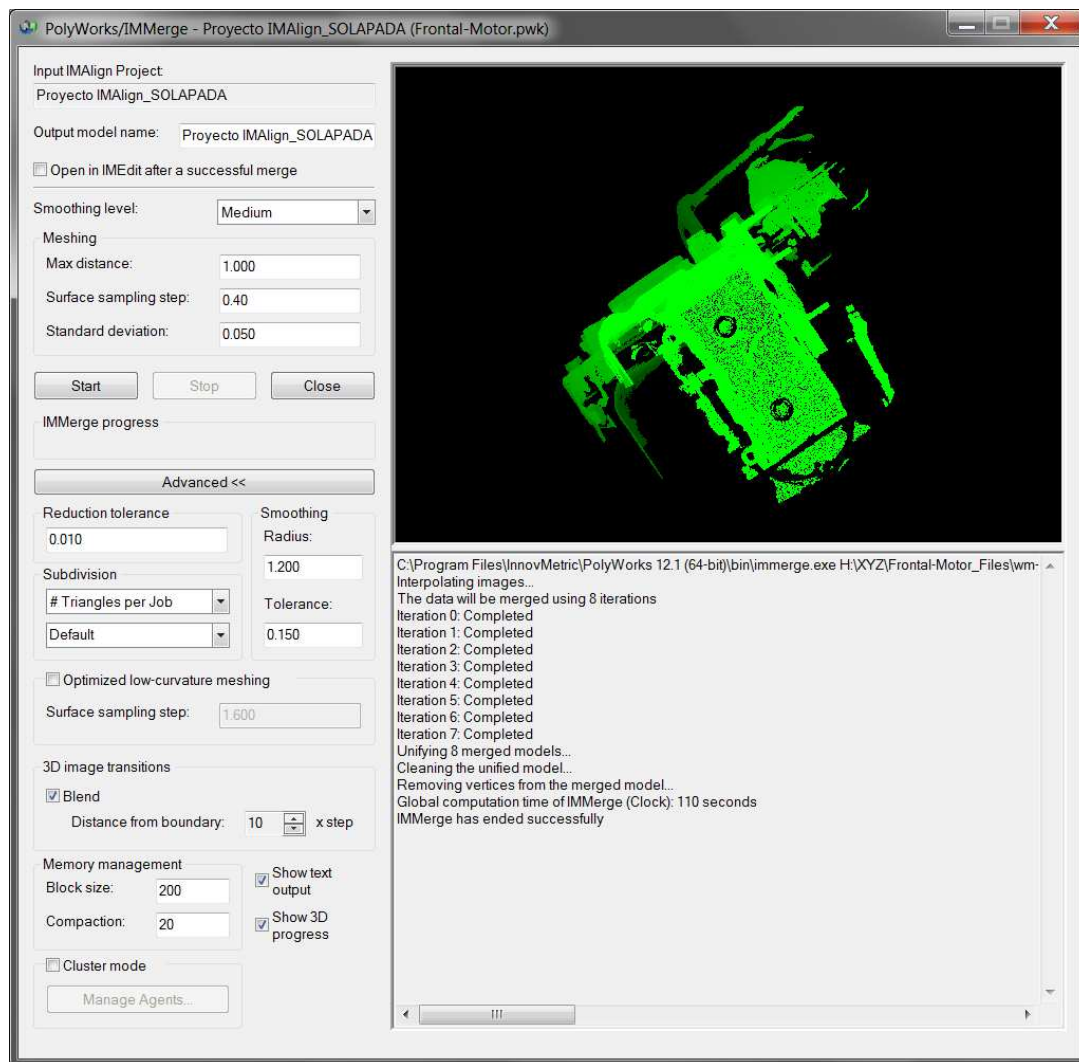 PolyWorks/IMMerge - Proyecto IMAlign_SOLAPADA (Frontal-Motor.pwk)
Input IMAlign Project:
Proyecto IMAlign_SOLAPADA
Output model name: Proyecto IMAlign_SOLAPADA
Open in IMEdit after a successful merge
Smoothing level: Medium
Meshing
Max distance: 1.000
Surface sampling step: 0.40
Standard deviation: 0.050
Start Stop Close
IMMerge progress
Advanced <<
Reduction tolerance
0.010
Smoothing
Radius:
1.200
Tolerance:
0.150
Subdivision
# Triangles per Job
Default
Optimized low-curvature meshing
Surface sampling step: 1.600
3D image transitions
Blend
Distance from boundary: 10 x step
Memory management
Block size: 200
Compaction: 20
Show text
output
Show 3D
progress
Cluster mode
Manage Agents...
C:\Program Files\InnovMetric\PolyWorks 12.1 (64-bit)\bin\immerge.exe H:\XYZ\Frontal-Motor_Files\wm-
Interpolating images...
The data will be merged using 8 iterations
Iteration 0: Completed
Iteration 1: Completed
Iteration 2: Completed
Iteration 3: Completed
Iteration 4: Completed
Iteration 5: Completed
Iteration 6: Completed
Iteration 7: Completed
Unifying 8 merged models...
Cleaning the unified model...
Removing vertices from the merged model...
Global computation time of IMMerge (Clock): 110 seconds
IMMerge has ended successfully